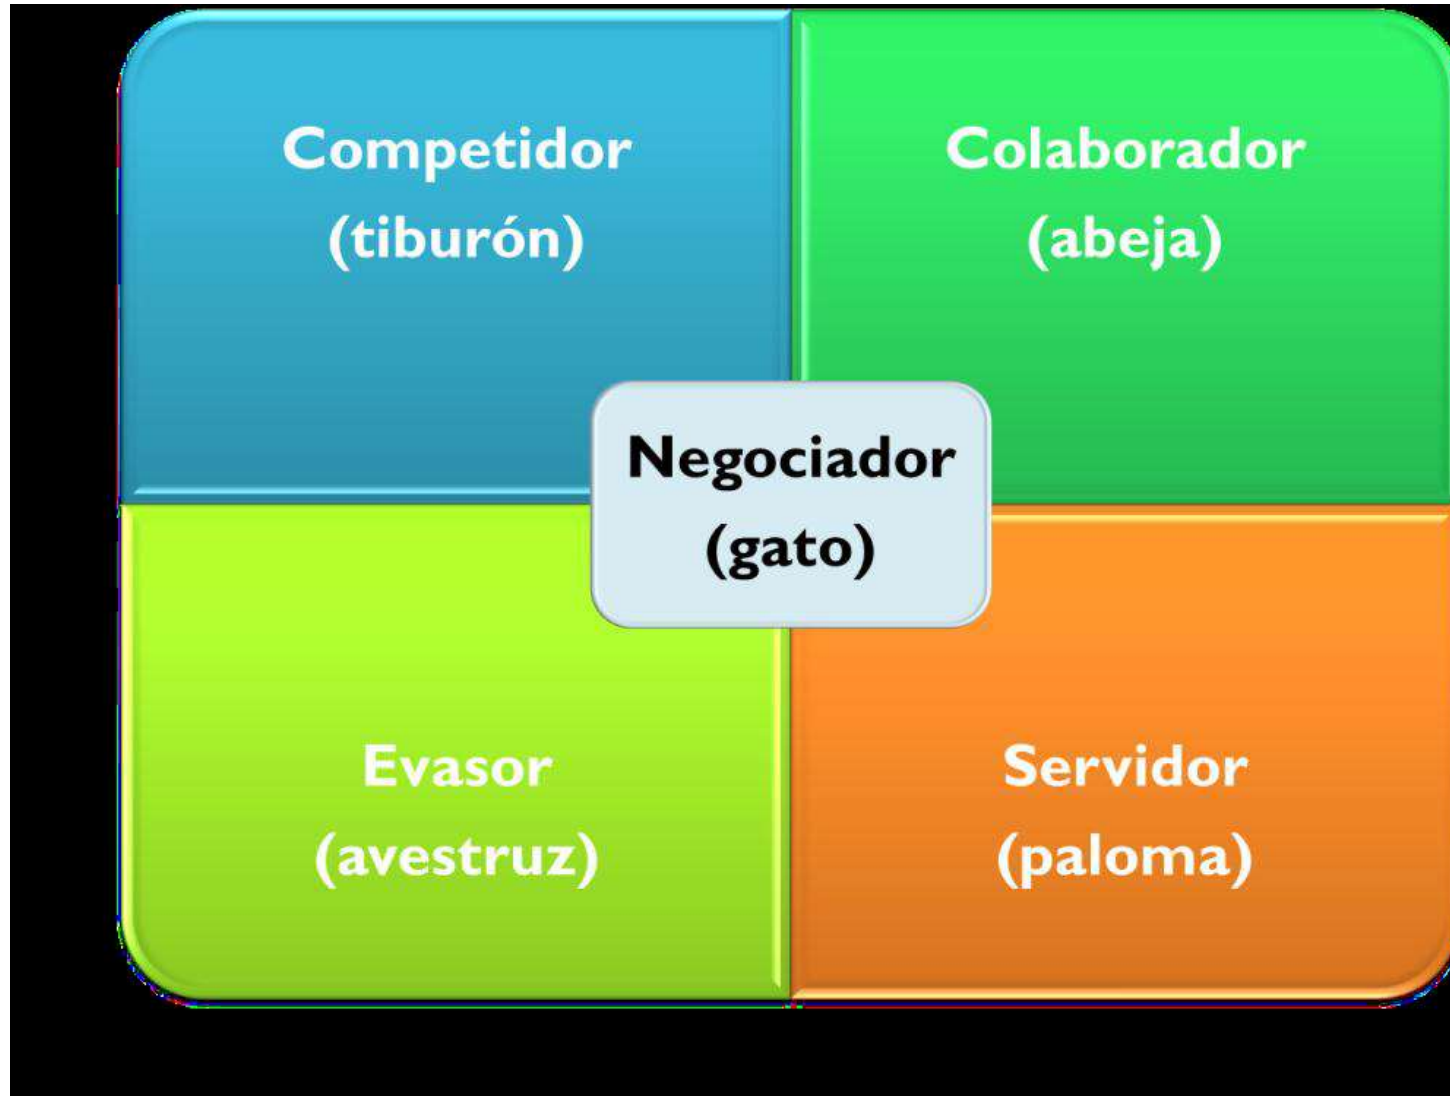 Competidor
(tiburón)
Colaborador
(abeja)
Negociador
(gato)
Evasor
(avestruz)
Servidor
(paloma)